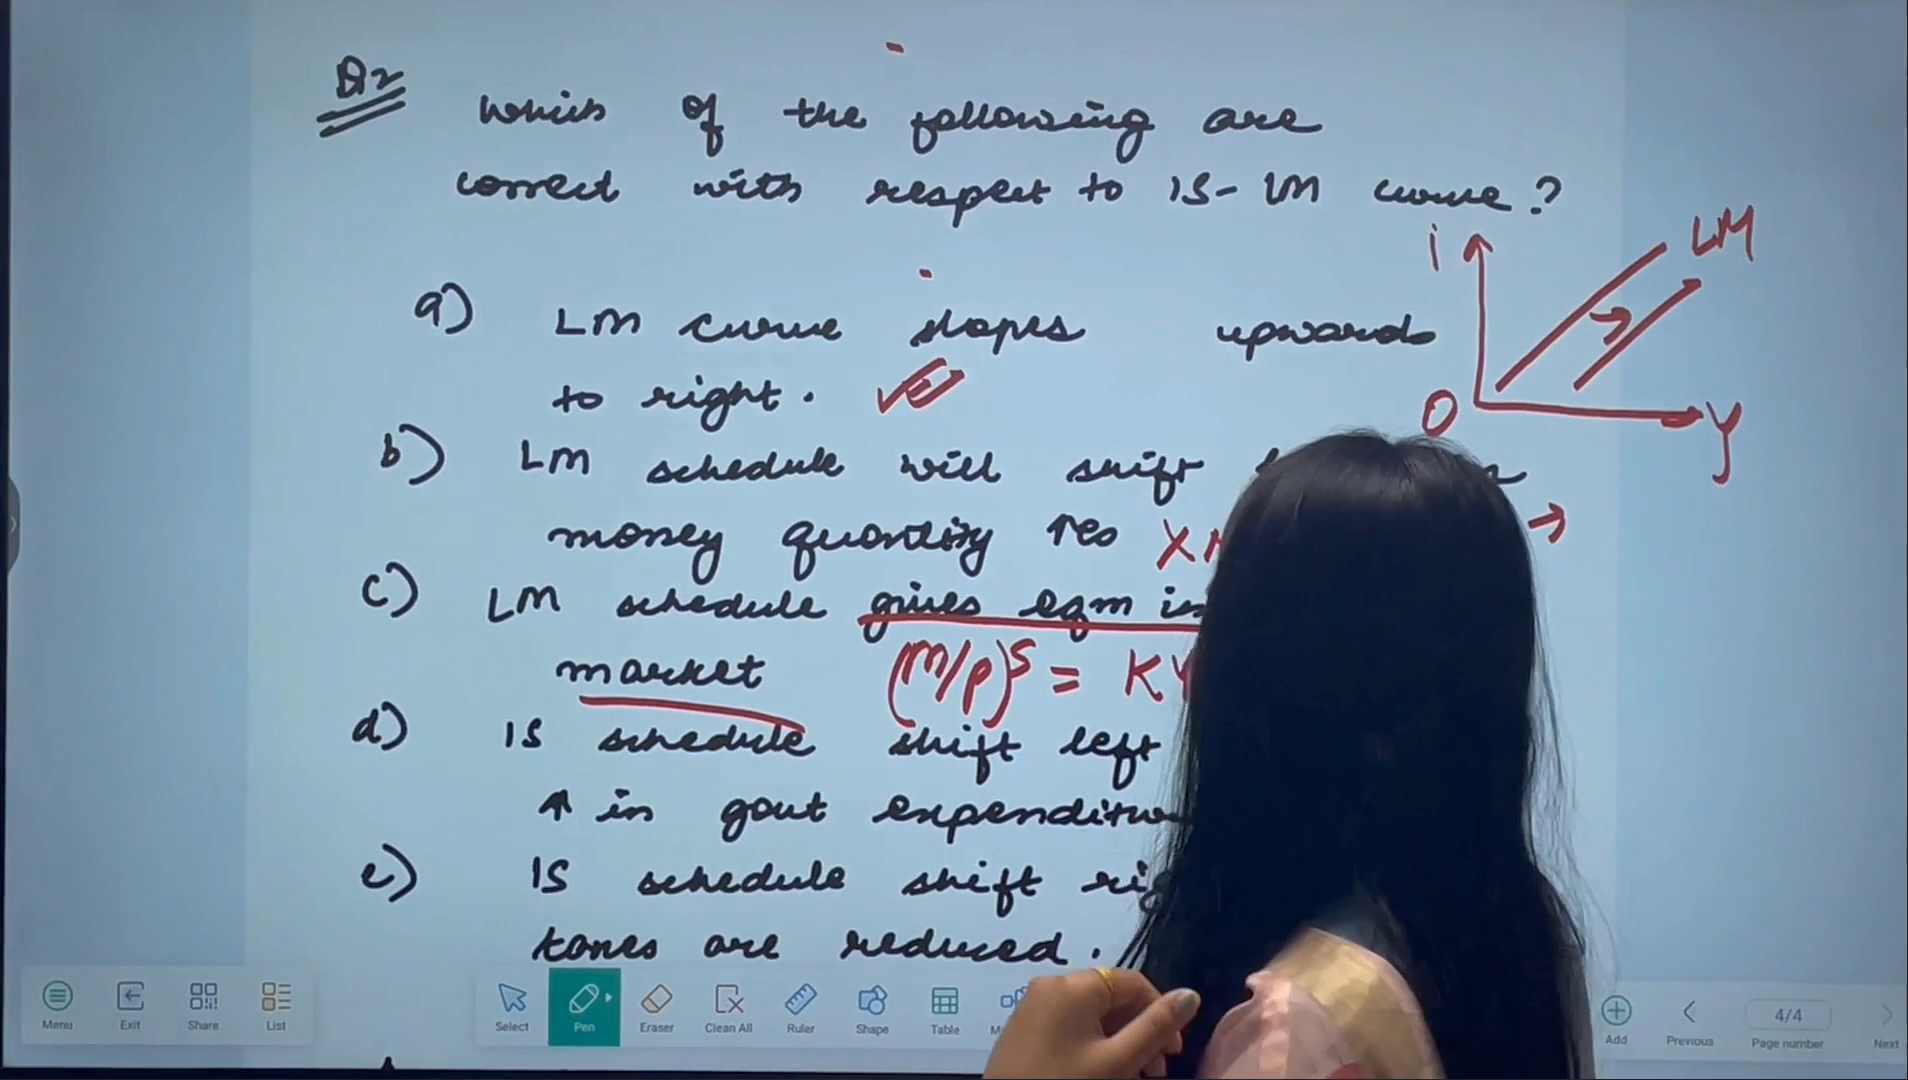 Q2 which of the following are
correct with respect to IS-LM curve?
a) LM curve slopes upwards
to right.
i
LM
O
Y
b) LM schedule will shift
money quantity ↑es X →
c) LM schedule gives eqm in
market (M/P)ˢ = KY
d) IS schedule shift left
↑ in govt expenditure
e) IS schedule shift
taxes are reduced.
Menu
Exit
Share
List
Select
Pen
Eraser
Clean All
Ruler
Shape
Table
Add
Previous
4/4
Page number
Next